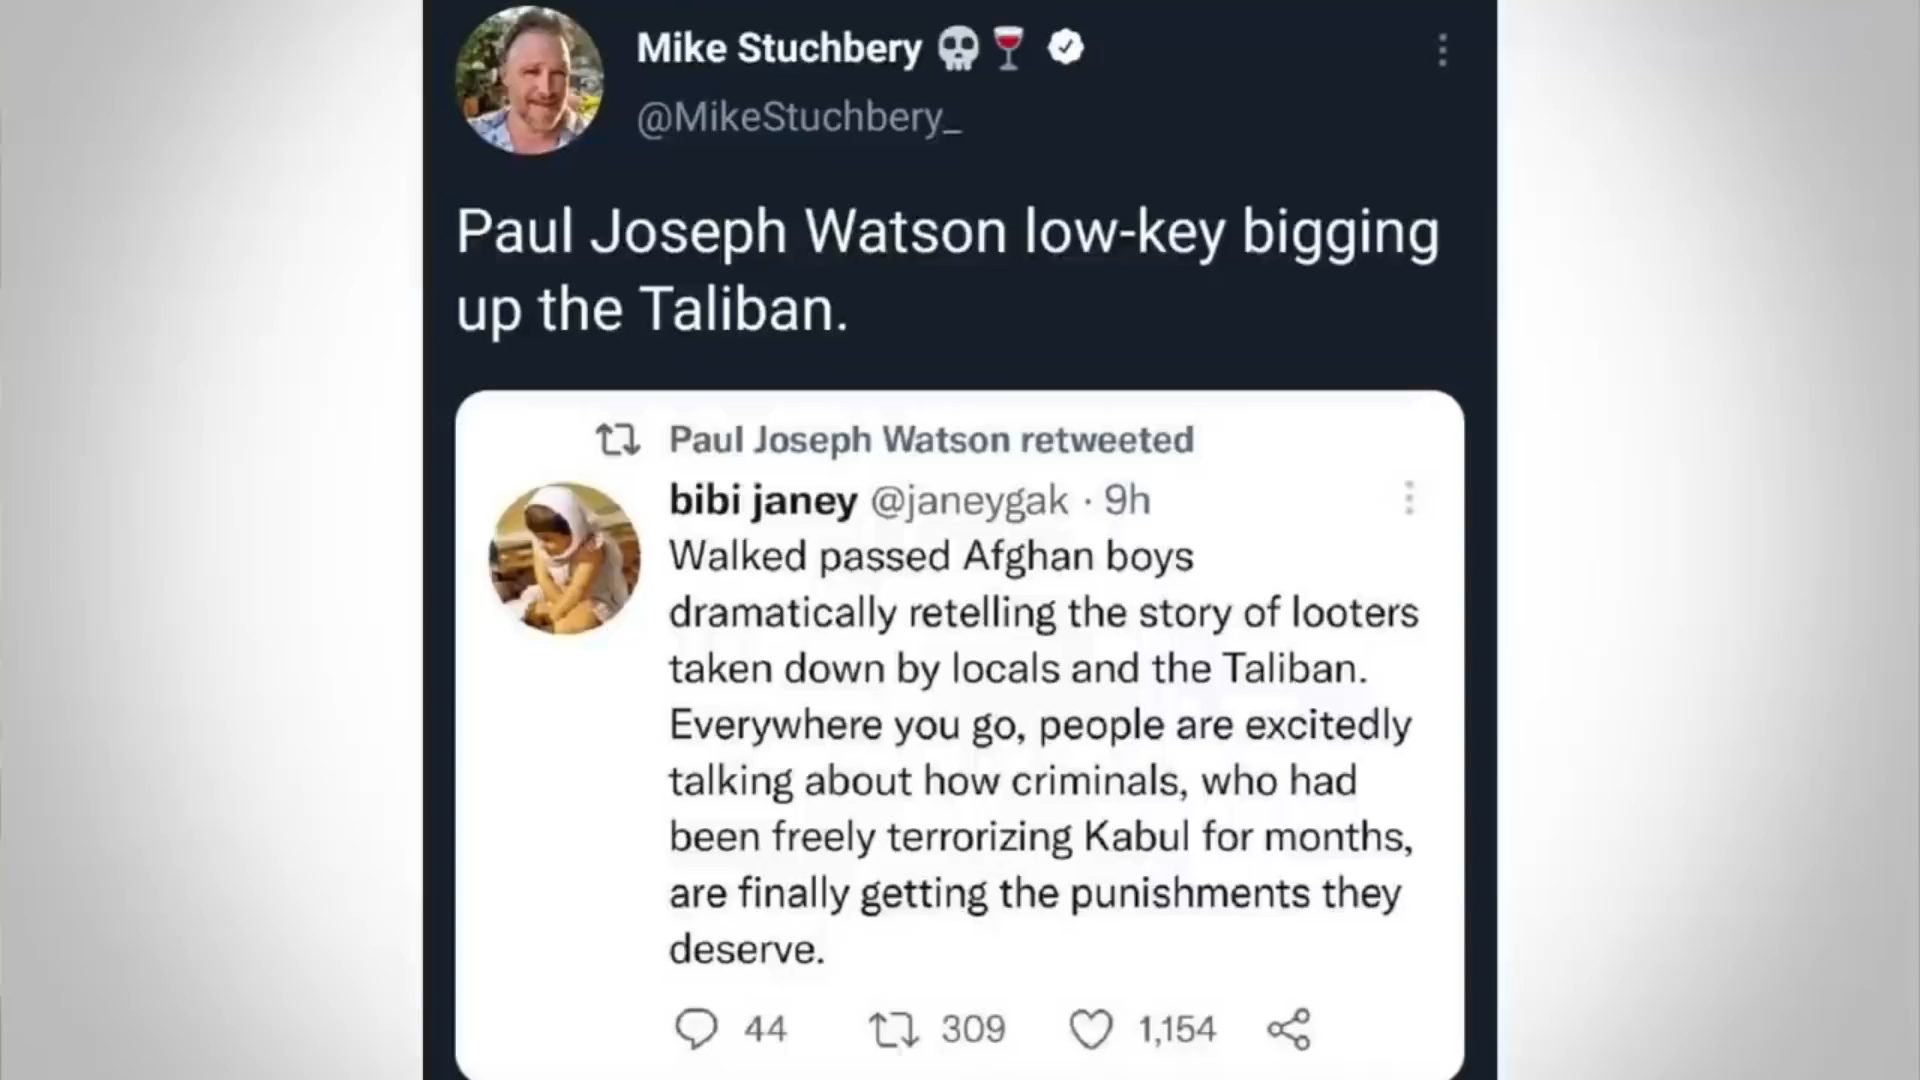 Mike Stuchbery 💀🍷
@MikeStuchbery_
Paul Joseph Watson low-key bigging
up the Taliban.
Paul Joseph Watson retweeted
bibi janey @janeygak · 9h
Walked passed Afghan boys
dramatically retelling the story of looters
taken down by locals and the Taliban.
Everywhere you go, people are excitedly
talking about how criminals, who had
been freely terrorizing Kabul for months,
are finally getting the punishments they
deserve.
44 309 1,154